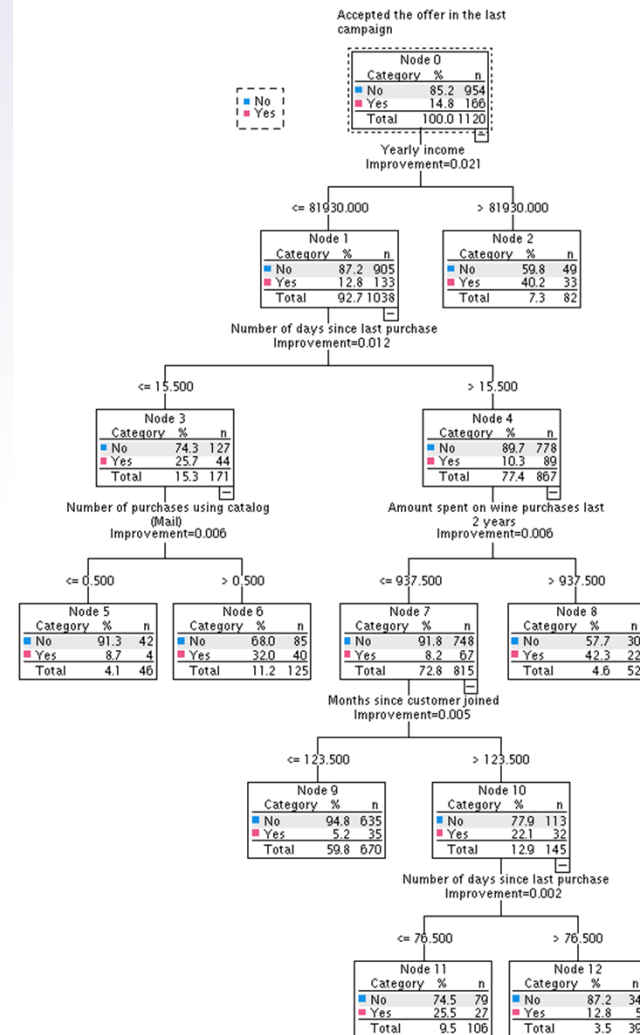 Accepted the offer in the last
campaign
No
Yes
Node 0
Category % n
No 85.2 954
Yes 14.8 166
Total 100.0 1120
Yearly income
Improvement=0.021
<= 81930.000
> 81930.000
Node 1
Category % n
No 87.2 905
Yes 12.8 133
Total 92.7 1038
Node 2
Category % n
No 59.8 49
Yes 40.2 33
Total 7.3 82
Number of days since last purchase
Improvement=0.012
<= 15.500
> 15.500
Node 3
Category % n
No 74.3 127
Yes 25.7 44
Total 15.3 171
Node 4
Category % n
No 89.7 778
Yes 10.3 89
Total 77.4 867
Number of purchases using catalog
(Mail)
Improvement=0.006
Amount spent on wine purchases last
2 years
Improvement=0.006
<= 0.500
> 0.500
<= 937.500
> 937.500
Node 5
Category % n
No 91.3 42
Yes 8.7 4
Total 4.1 46
Node 6
Category % n
No 68.0 85
Yes 32.0 40
Total 11.2 125
Node 7
Category % n
No 91.8 748
Yes 8.2 67
Total 72.8 815
Node 8
Category % n
No 57.7 30
Yes 42.3 22
Total 4.6 52
Months since customer joined
Improvement=0.005
<= 123.500
> 123.500
Node 9
Category % n
No 94.8 635
Yes 5.2 35
Total 59.8 670
Node 10
Category % n
No 77.9 113
Yes 22.1 32
Total 12.9 145
Number of days since last purchase
Improvement=0.002
<= 76.500
> 76.500
Node 11
Category % n
No 74.5 79
Yes 25.5 27
Total 9.5 106
Node 12
Category % n
No 87.2 34
Yes 12.8
Total 3.5